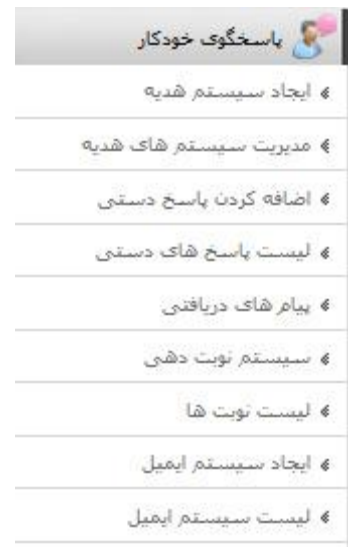 پاسخگوی خودکار
ایجاد سیستم هدیه
مدیریت سیستم های هدیه
اضافه کردن پاسخ دستی
لیست پاسخ های دستی
پیام های دریافتی
سیستم نوبت دهی
لیست نوبت ها
ایجاد سیستم ایمیل
لیست سیستم ایمیل